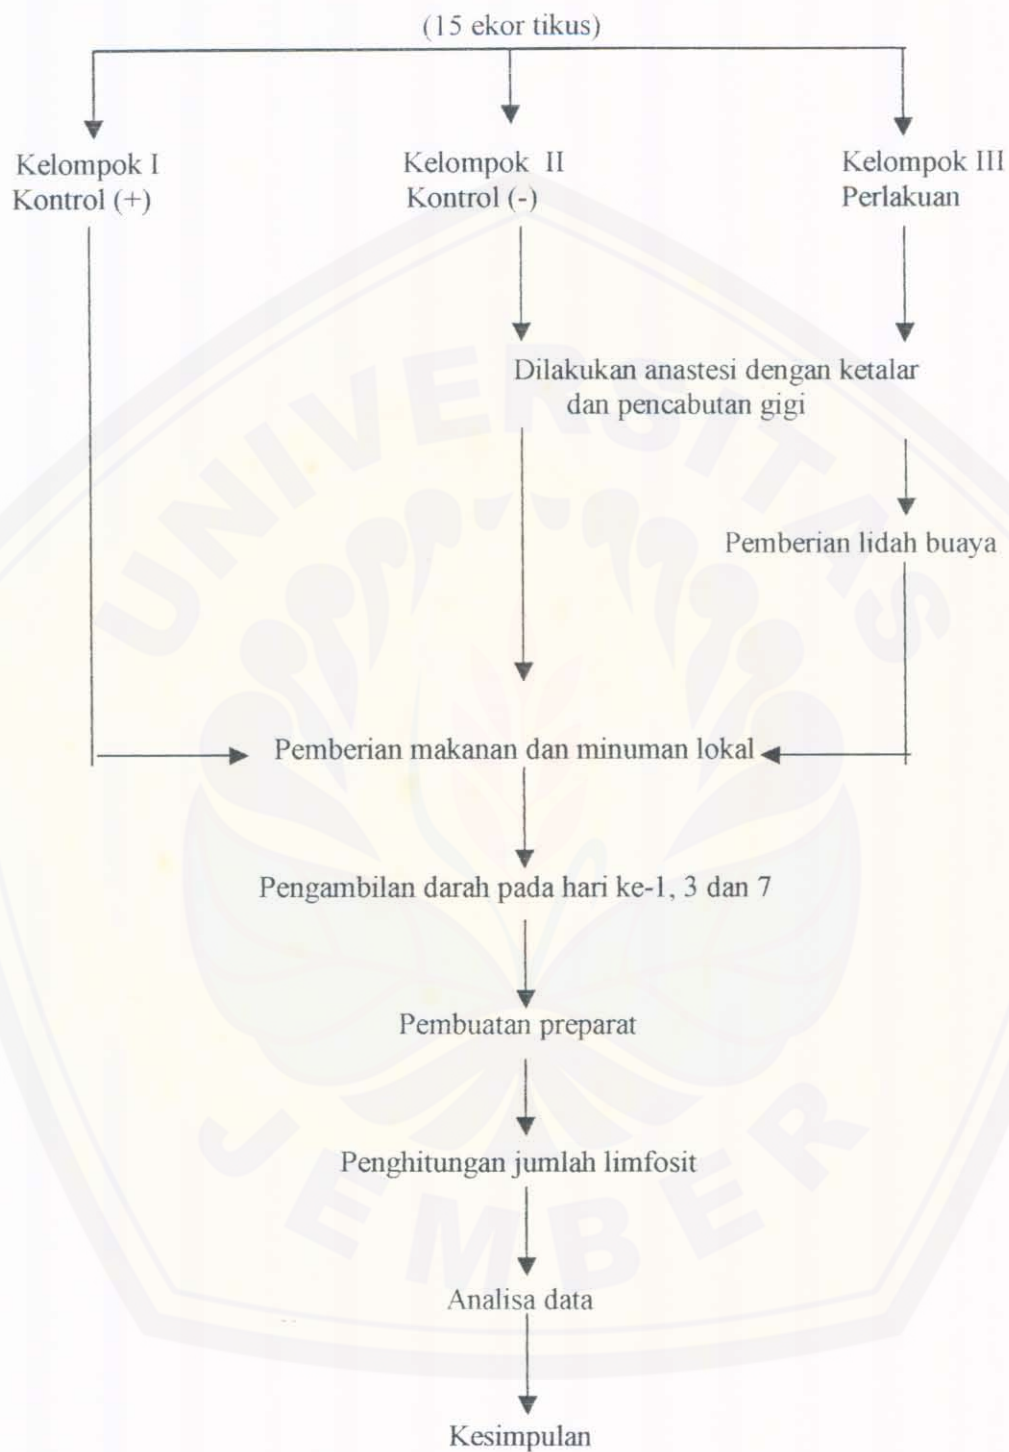 (15 ekor tikus)
Kelompok I
Kontrol (+)
Kelompok II
Kontrol (-)
Kelompok III
Perlakuan
Dilakukan anastesi dengan ketalar
dan pencabutan gigi
Pemberian lidah buaya
Pemberian makanan dan minuman lokal
Pengambilan darah pada hari ke-1, 3 dan 7
Pembuatan preparat
Penghitungan jumlah limfosit
Analisa data
Kesimpulan
UNIVERSITAS
JEMBER